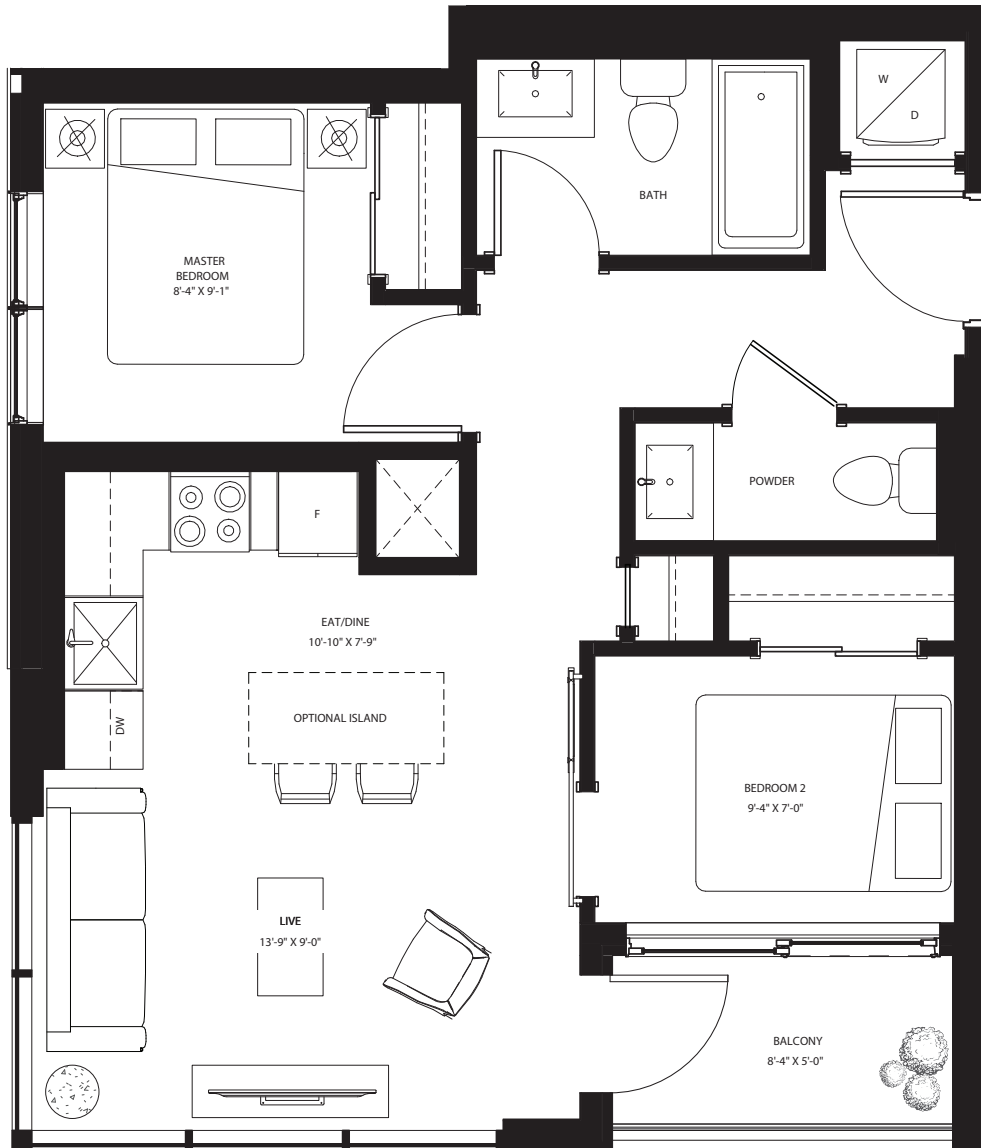 W
D
BATH
MASTER
BEDROOM
8'-4" X 9'-1"
POWDER
F
EAT/DINE
10'-10" X 7'-9"
OPTIONAL ISLAND
DW
BEDROOM 2
9'-4" X 7'-0"
LIVE
13'-9" X 9'-0"
BALCONY
8'-4" X 5'-0"